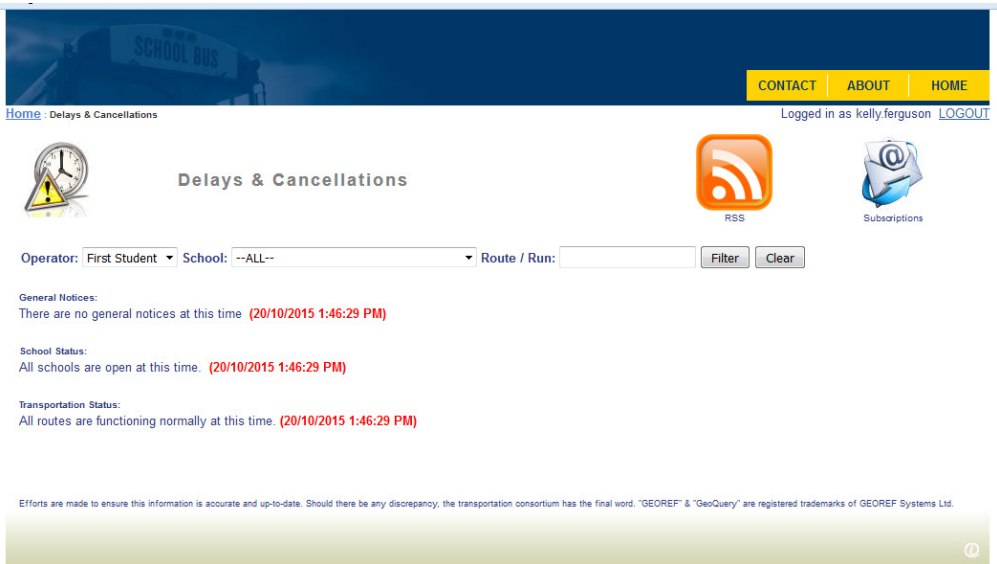 SCHOOL BUS
CONTACT ABOUT HOME
Home : Delays & Cancellations
Logged in as kelly.ferguson LOGOUT
Delays & Cancellations
RSS
@
Subscriptions
Operator: First Student School: --ALL-- Route / Run: Filter Clear
General Notices:
There are no general notices at this time (20/10/2015 1:46:29 PM)
School Status:
All schools are open at this time. (20/10/2015 1:46:29 PM)
Transportation Status:
All routes are functioning normally at this time. (20/10/2015 1:46:29 PM)
Efforts are made to ensure this information is accurate and up-to-date. Should there be any discrepancy, the transportation consortium has the final word. "GEOREF" & "GeoQuery" are registered trademarks of GEOREF Systems Ltd.